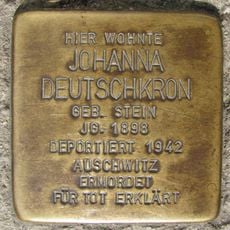 HIER WOHNTE
JOHANNA
DEUTSCHKRON
GEB. STEIN
JG. 1898
DEPORTIERT 1942
AUSCHWITZ
ERMORDET
FÜR TOT ERKLÄRT